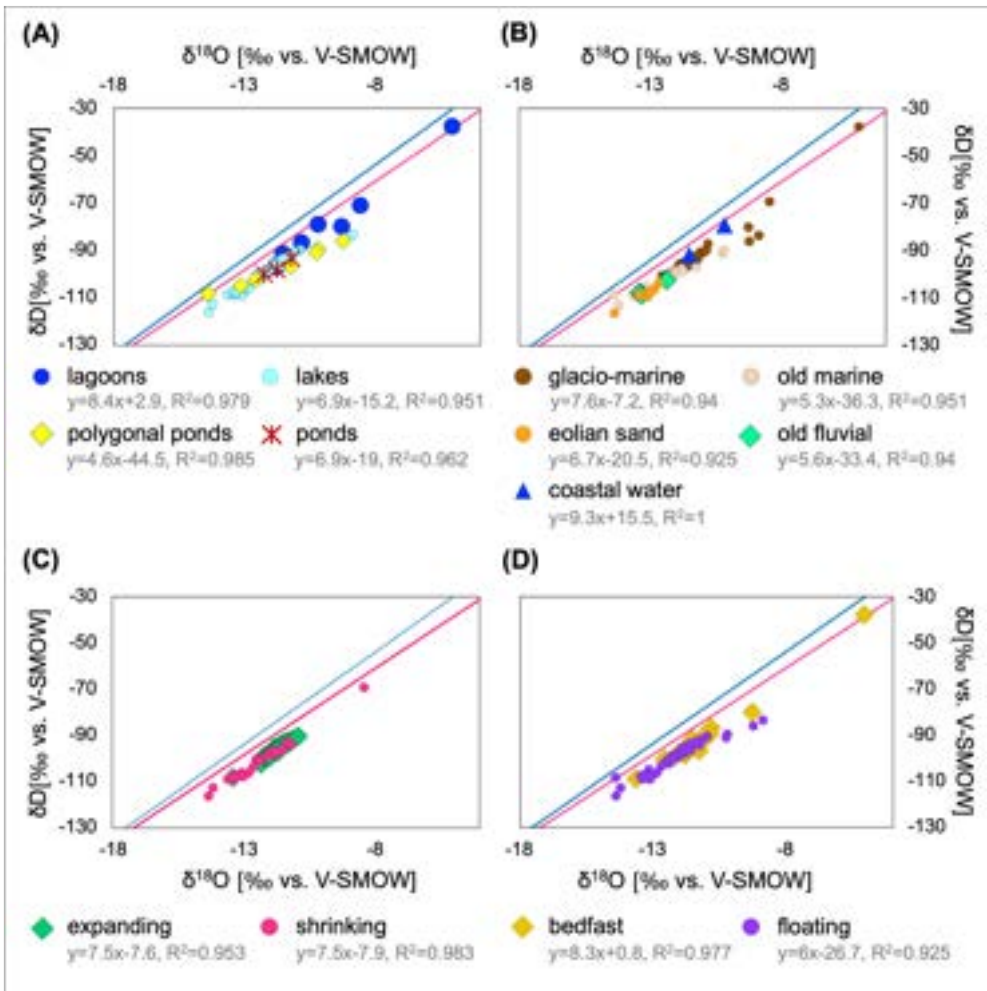 (A)
δ¹⁸O [‰ vs. V-SMOW]
-18 -13 -8
-30
-50
-70
-90
-110
-130
δD[‰ vs. V-SMOW]
lagoons
y=8.4x+2.9, R²=0.979
lakes
y=6.9x-15.2, R²=0.951
polygonal ponds
y=4.6x-44.5, R²=0.985
ponds
y=6.9x-19, R²=0.962
(B)
δ¹⁸O [‰ vs. V-SMOW]
-18 -13 -8
-30
-50
-70
-90
-110
-130
δD[‰ vs. V-SMOW]
glacio-marine
y=7.6x-7.2, R²=0.94
old marine
y=5.3x-36.3, R²=0.951
eolian sand
y=6.7x-20.5, R²=0.925
old fluvial
y=5.6x-33.4, R²=0.94
coastal water
y=9.3x+15.5, R²=1
(C)
-30
-50
-70
-90
-110
-130
δD[‰ vs. V-SMOW]
-18 -13 -8
δ¹⁸O [‰ vs. V-SMOW]
expanding
y=7.5x-7.6, R²=0.953
shrinking
y=7.5x-7.9, R²=0.983
(D)
-30
-50
-70
-90
-110
-130
δD[‰ vs. V-SMOW]
-18 -13 -8
δ¹⁸O [‰ vs. V-SMOW]
bedfast
y=8.3x+0.8, R²=0.977
floating
y=6x-26.7, R²=0.925